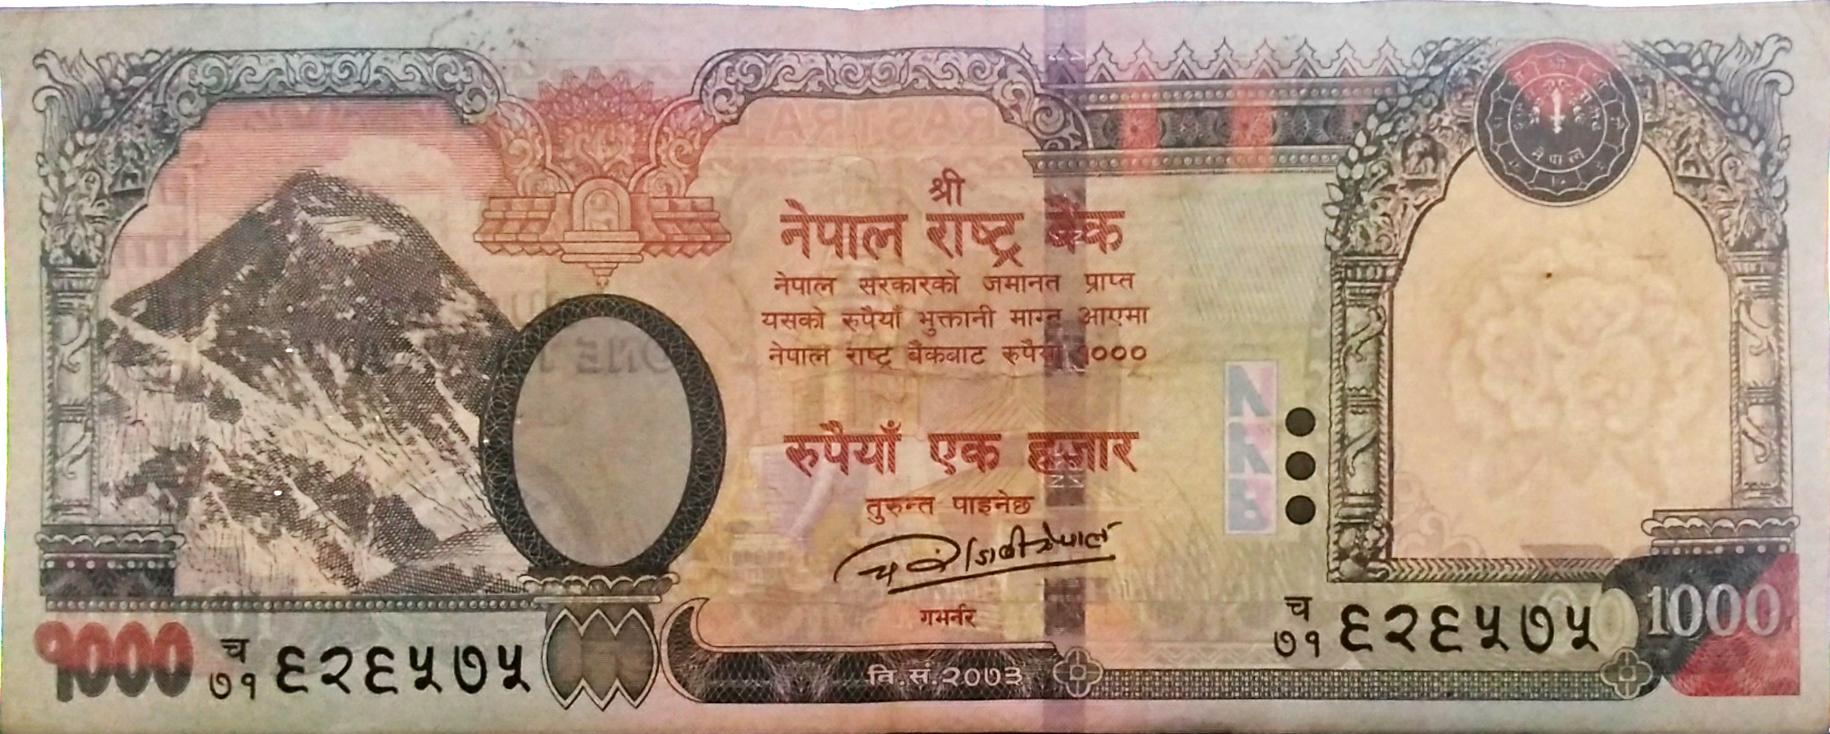 श्री
नेपाल राष्ट्र बैंक
नेपाल सरकारको जमानत प्राप्त
यसको रुपैयाँ भुक्तानी माग्न आएमा
नेपाल राष्ट्र बैंकबाट रुपैयाँ १०००
NRB
रुपैयाँ एक हजार
तुरुन्त पाइनेछ
गभर्नर
१००० च ७१ ६२६५७५
वि.सं.२०७३
च ७१ ६२६५७५
1000